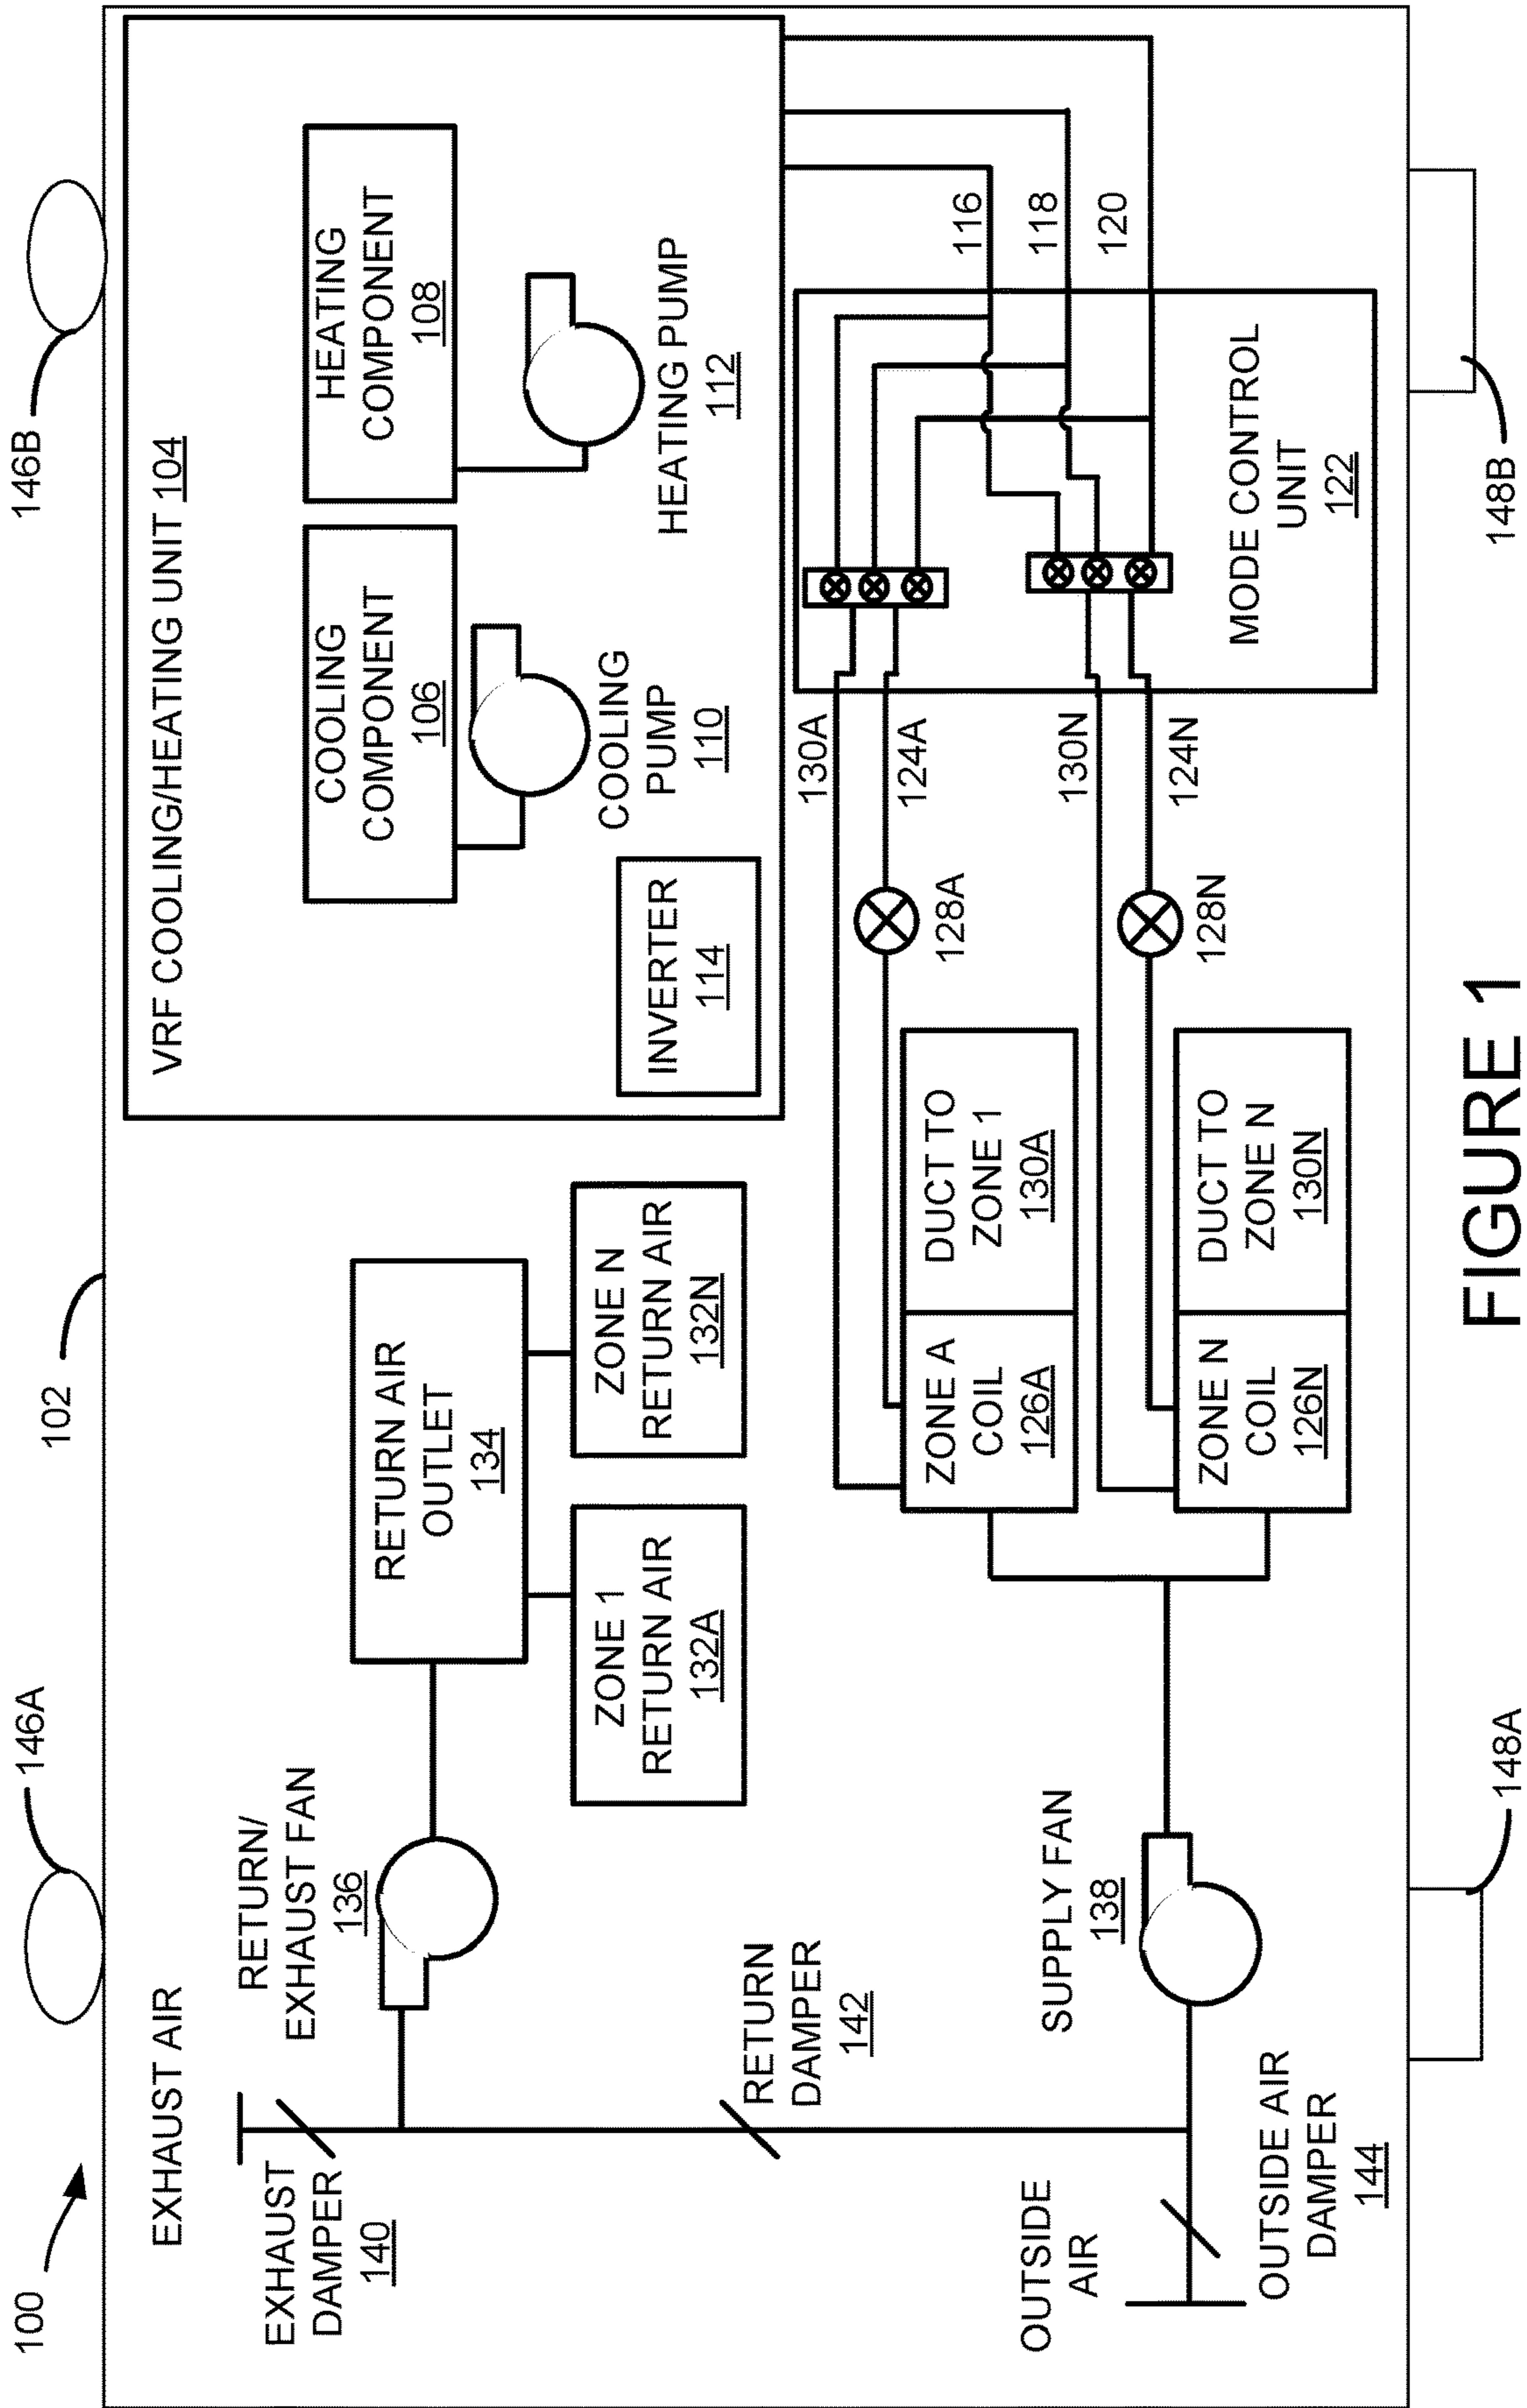 100
146A
102
146B
EXHAUST AIR
VRF COOLING/HEATING UNIT 104
RETURN/
EXHAUST FAN
136
EXHAUST
DAMPER
140
RETURN AIR
OUTLET
134
COOLING
COMPONENT
106
HEATING
COMPONENT
108
ZONE 1
RETURN AIR
132A
ZONE N
RETURN AIR
132N
COOLING
PUMP
110
HEATING PUMP
112
INVERTER
114
RETURN
DAMPER
142
130A
124A
128A
116
118
120
130N
124N
128N
ZONE A
COIL
126A
DUCT TO
ZONE 1
130A
OUTSIDE
AIR
SUPPLY FAN
138
ZONE N
COIL
126N
DUCT TO
ZONE N
130N
MODE CONTROL
UNIT
122
OUTSIDE AIR
DAMPER
144
148A
148B
FIGURE 1